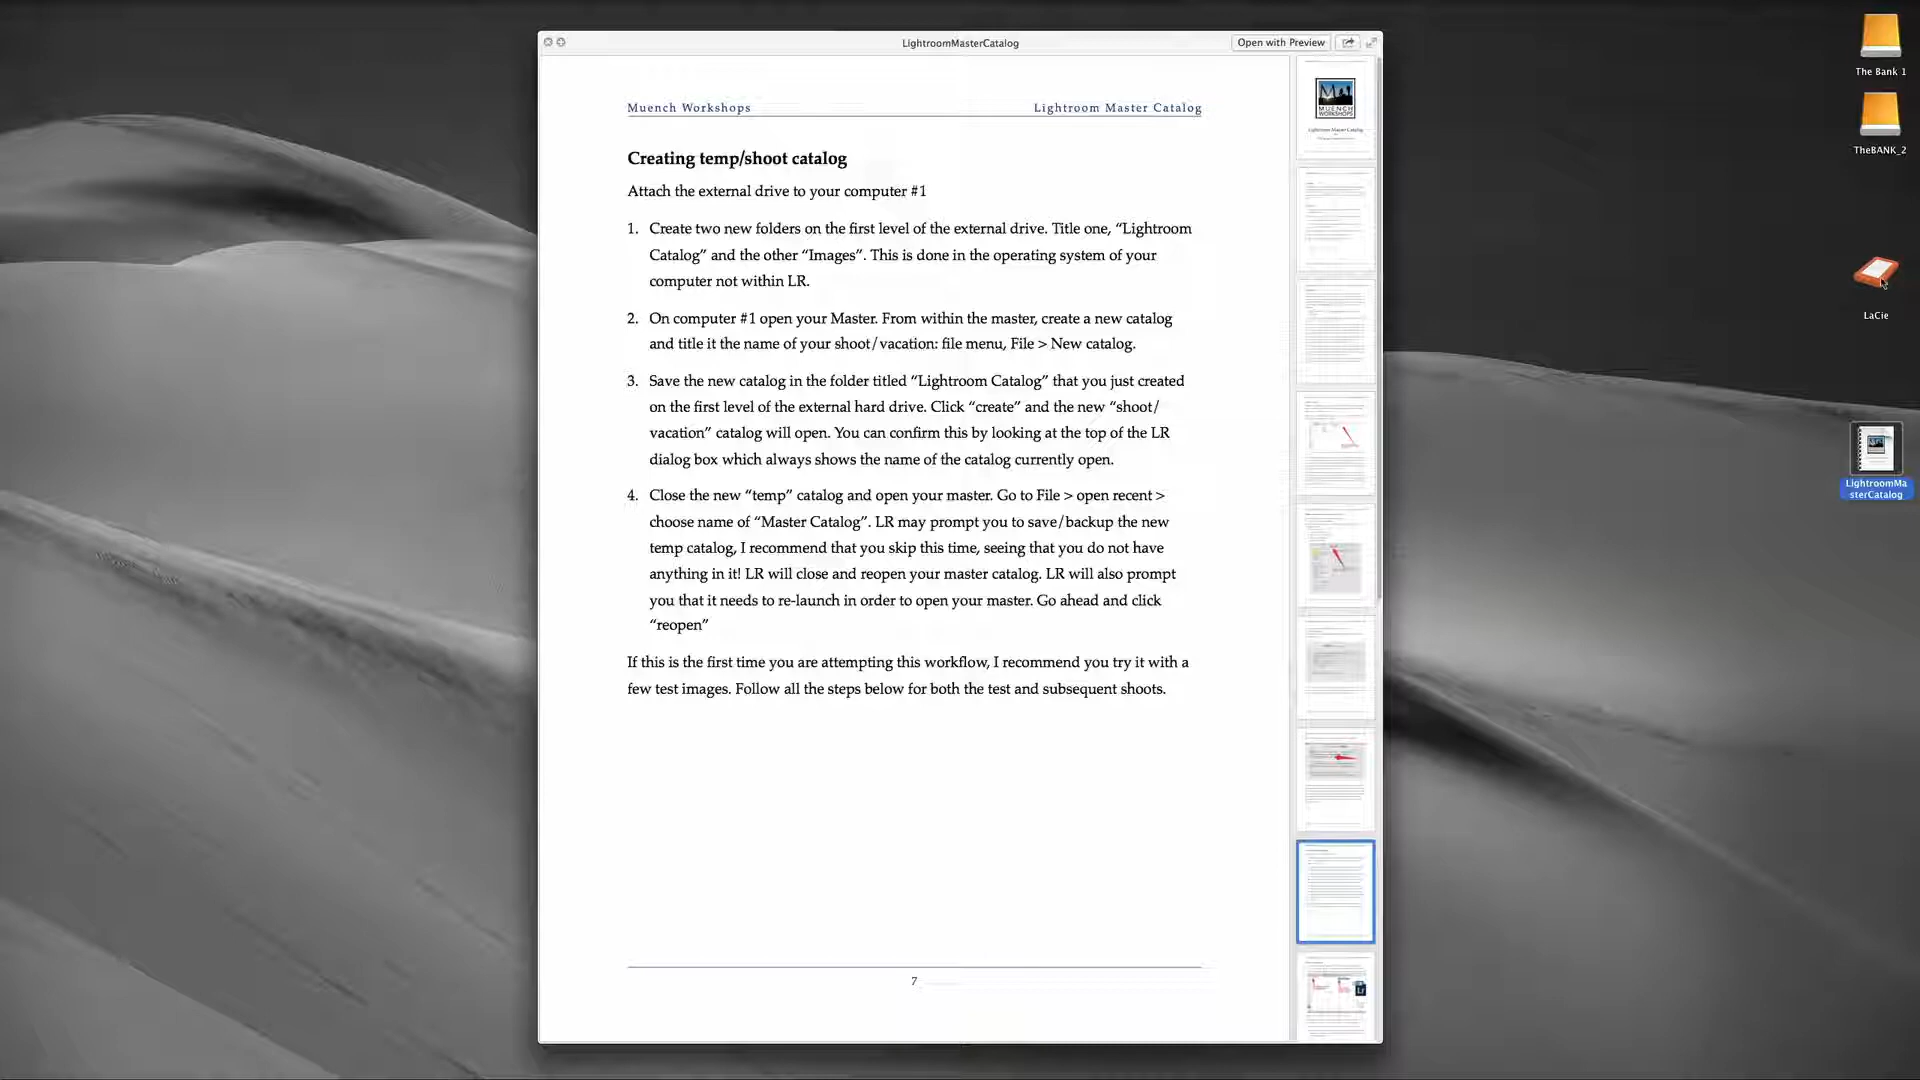 LightroomMasterCatalog
Open with Preview
Muench Workshops
Lightroom Master Catalog
Creating temp/shoot catalog
Attach the external drive to your computer #1
1. Create two new folders on the first level of the external drive. Title one, “Lightroom
Catalog” and the other “Images”. This is done in the operating system of your
computer not within LR.
2. On computer #1 open your Master. From within the master, create a new catalog
and title it the name of your shoot/vacation: file menu, File > New catalog.
3. Save the new catalog in the folder titled “Lightroom Catalog” that you just created
on the first level of the external hard drive. Click “create” and the new “shoot/
vacation” catalog will open. You can confirm this by looking at the top of the LR
dialog box which always shows the name of the catalog currently open.
4. Close the new “temp” catalog and open your master. Go to File > open recent >
choose name of “Master Catalog”. LR may prompt you to save/backup the new
temp catalog, I recommend that you skip this time, seeing that you do not have
anything in it! LR will close and reopen your master catalog. LR will also prompt
you that it needs to re-launch in order to open your master. Go ahead and click
“reopen”
If this is the first time you are attempting this workflow, I recommend you try it with a
few test images. Follow all the steps below for both the test and subsequent shoots.
7
MUENCH
WORKSHOPS
Lightroom Master Catalog
Lr
The Bank 1
TheBANK_2
LaCie
LightroomMa
sterCatalog